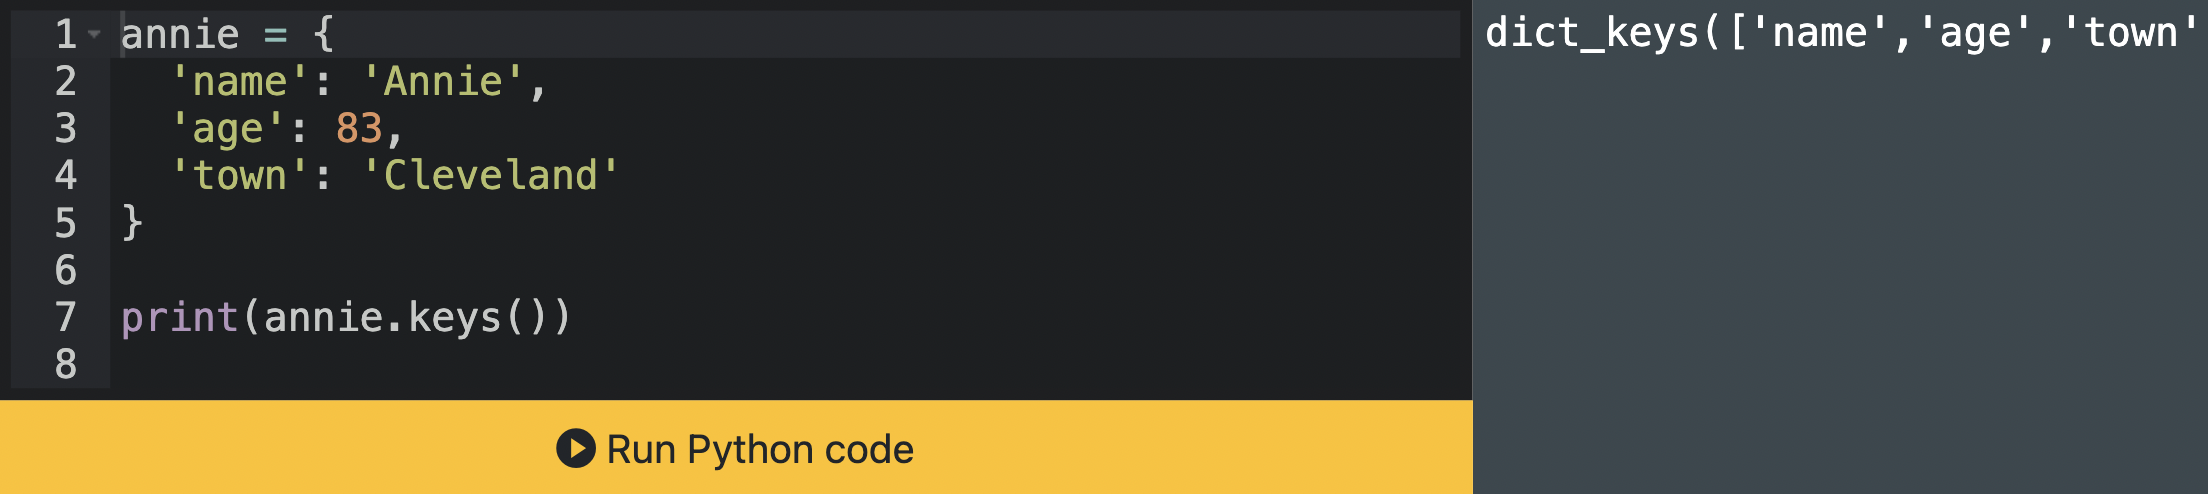 1 annie = {
2   'name': 'Annie',
3   'age': 83,
4   'town': 'Cleveland'
5 }
6
7 print(annie.keys())
8
Run Python code
dict_keys(['name','age','town'